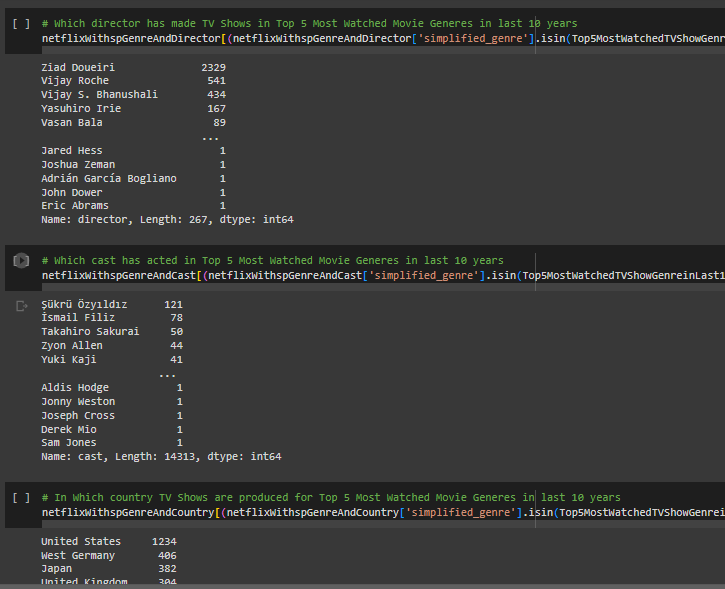 [ ] # Which director has made TV Shows in Top 5 Most Watched Movie Generes in last 10 years
netflixWithspGenreAndDirector[(netflixWithspGenreAndDirector['simplified_genre'].isin(Top5MostWatchedTVShowGenr
Ziad Doueiri 2329
Vijay Roche 541
Vijay S. Bhanushali 434
Yasuhiro Irie 167
Vasan Bala 89
...
Jared Hess 1
Joshua Zeman 1
Adrián García Bogliano 1
John Dower 1
Eric Abrams 1
Name: director, Length: 267, dtype: int64
# Which cast has acted in Top 5 Most Watched Movie Generes in last 10 years
netflixWithspGenreAndCast[(netflixWithspGenreAndCast['simplified_genre'].isin(Top5MostWatchedTVShowGenreinLast1
Şükrü Özyıldız 121
İsmail Filiz 78
Takahiro Sakurai 50
Zyon Allen 44
Yuki Kaji 41
...
Aldis Hodge 1
Jonny Weston 1
Joseph Cross 1
Derek Mio 1
Sam Jones 1
Name: cast, Length: 14313, dtype: int64
[ ] # In Which country TV Shows are produced for Top 5 Most Watched Movie Generes in last 10 years
netflixWithspGenreAndCountry[(netflixWithspGenreAndCountry['simplified_genre'].isin(Top5MostWatchedTVShowGenrei
United States 1234
West Germany 406
Japan 382
United Kingdom 304